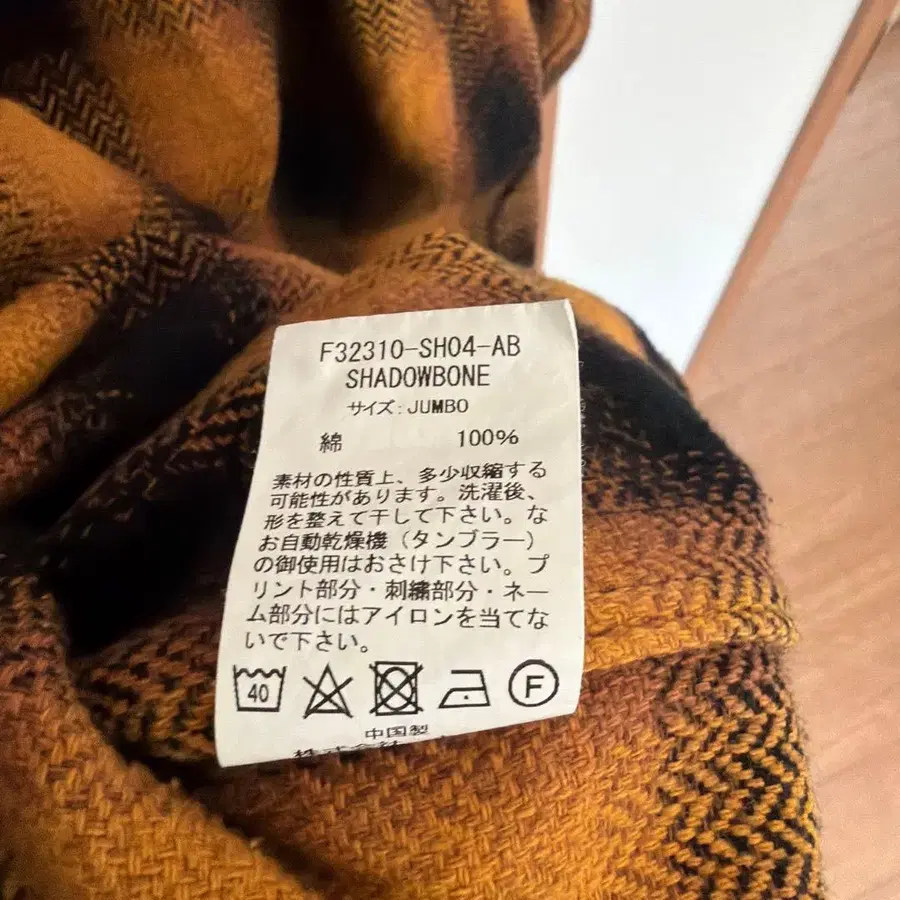 F32310-SH04-AB
SHADOWBONE
サイズ:JUMBO
綿 100%
素材の性質上、多少収縮する
可能性があります。洗濯後、
形を整えて干して下さい。な
お自動乾燥機（タンブラー）
の御使用はおさけ下さい。プ
リント部分・刺繍部分・ネー
ム部分にはアイロンを当てな
いで下さい。
40 F
中国製
株式会社